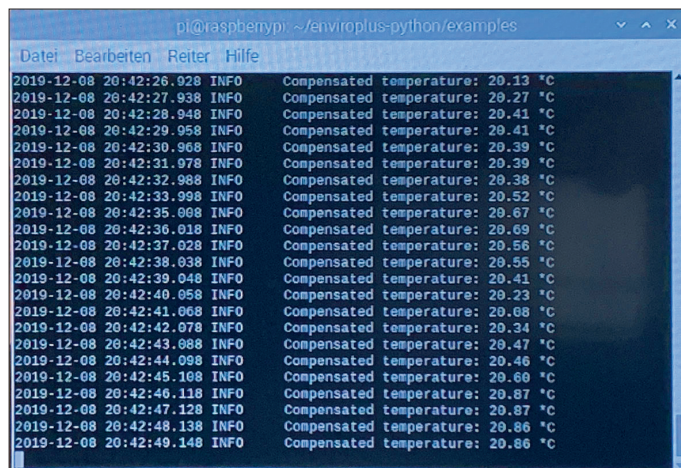 pi@raspberrypi: ~/enviroplus-python/examples
Datei Bearbeiten Reiter Hilfe
2019-12-08 20:42:26.928 INFO Compensated temperature: 20.13 *C
2019-12-08 20:42:27.938 INFO Compensated temperature: 20.27 *C
2019-12-08 20:42:28.948 INFO Compensated temperature: 20.41 *C
2019-12-08 20:42:29.958 INFO Compensated temperature: 20.41 *C
2019-12-08 20:42:30.968 INFO Compensated temperature: 20.39 *C
2019-12-08 20:42:31.978 INFO Compensated temperature: 20.39 *C
2019-12-08 20:42:32.988 INFO Compensated temperature: 20.38 *C
2019-12-08 20:42:33.998 INFO Compensated temperature: 20.52 *C
2019-12-08 20:42:35.008 INFO Compensated temperature: 20.67 *C
2019-12-08 20:42:36.018 INFO Compensated temperature: 20.69 *C
2019-12-08 20:42:37.028 INFO Compensated temperature: 20.56 *C
2019-12-08 20:42:38.038 INFO Compensated temperature: 20.55 *C
2019-12-08 20:42:39.048 INFO Compensated temperature: 20.41 *C
2019-12-08 20:42:40.058 INFO Compensated temperature: 20.23 *C
2019-12-08 20:42:41.068 INFO Compensated temperature: 20.08 *C
2019-12-08 20:42:42.078 INFO Compensated temperature: 20.34 *C
2019-12-08 20:42:43.088 INFO Compensated temperature: 20.47 *C
2019-12-08 20:42:44.098 INFO Compensated temperature: 20.46 *C
2019-12-08 20:42:45.108 INFO Compensated temperature: 20.60 *C
2019-12-08 20:42:46.118 INFO Compensated temperature: 20.87 *C
2019-12-08 20:42:47.128 INFO Compensated temperature: 20.87 *C
2019-12-08 20:42:48.138 INFO Compensated temperature: 20.86 *C
2019-12-08 20:42:49.148 INFO Compensated temperature: 20.86 *C